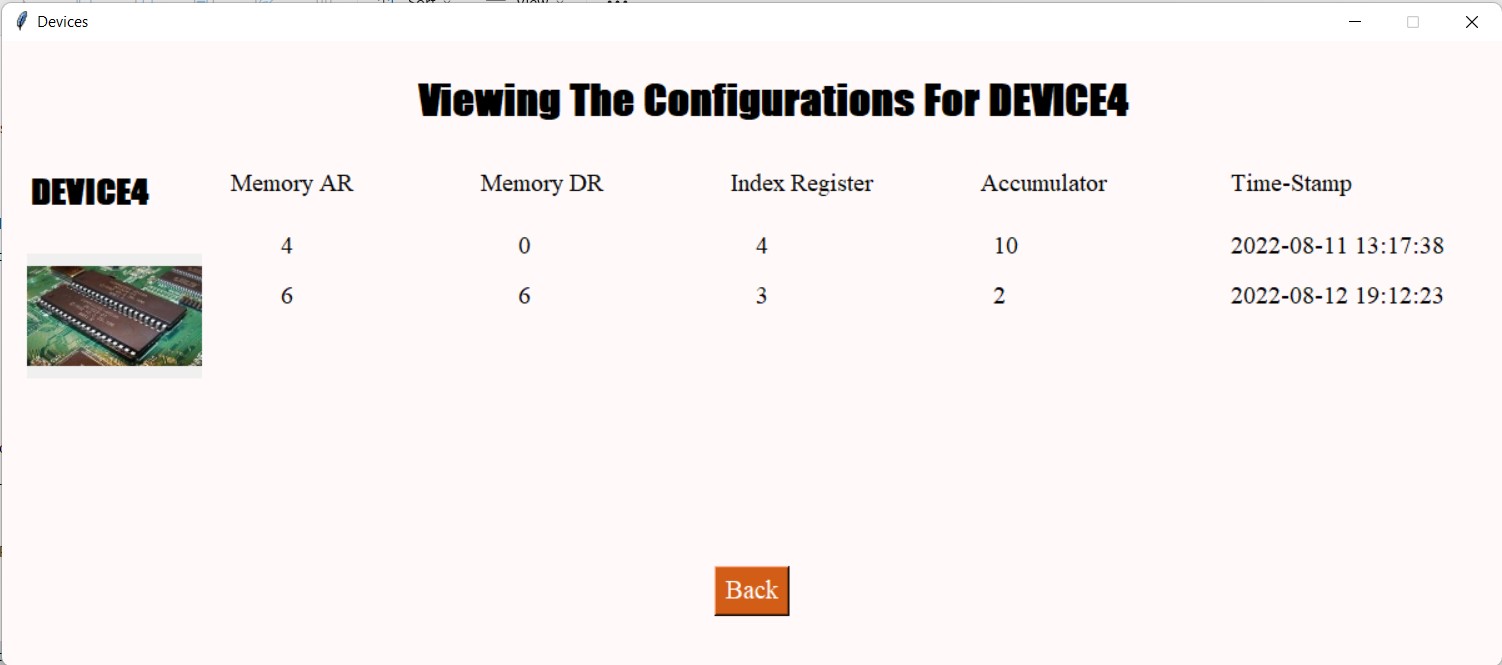 Devices
Viewing The Configurations For DEVICE4
DEVICE4 Memory AR Memory DR Index Register Accumulator Time-Stamp
4 0 4 10 2022-08-11 13:17:38
6 6 3 2 2022-08-12 19:12:23
Back